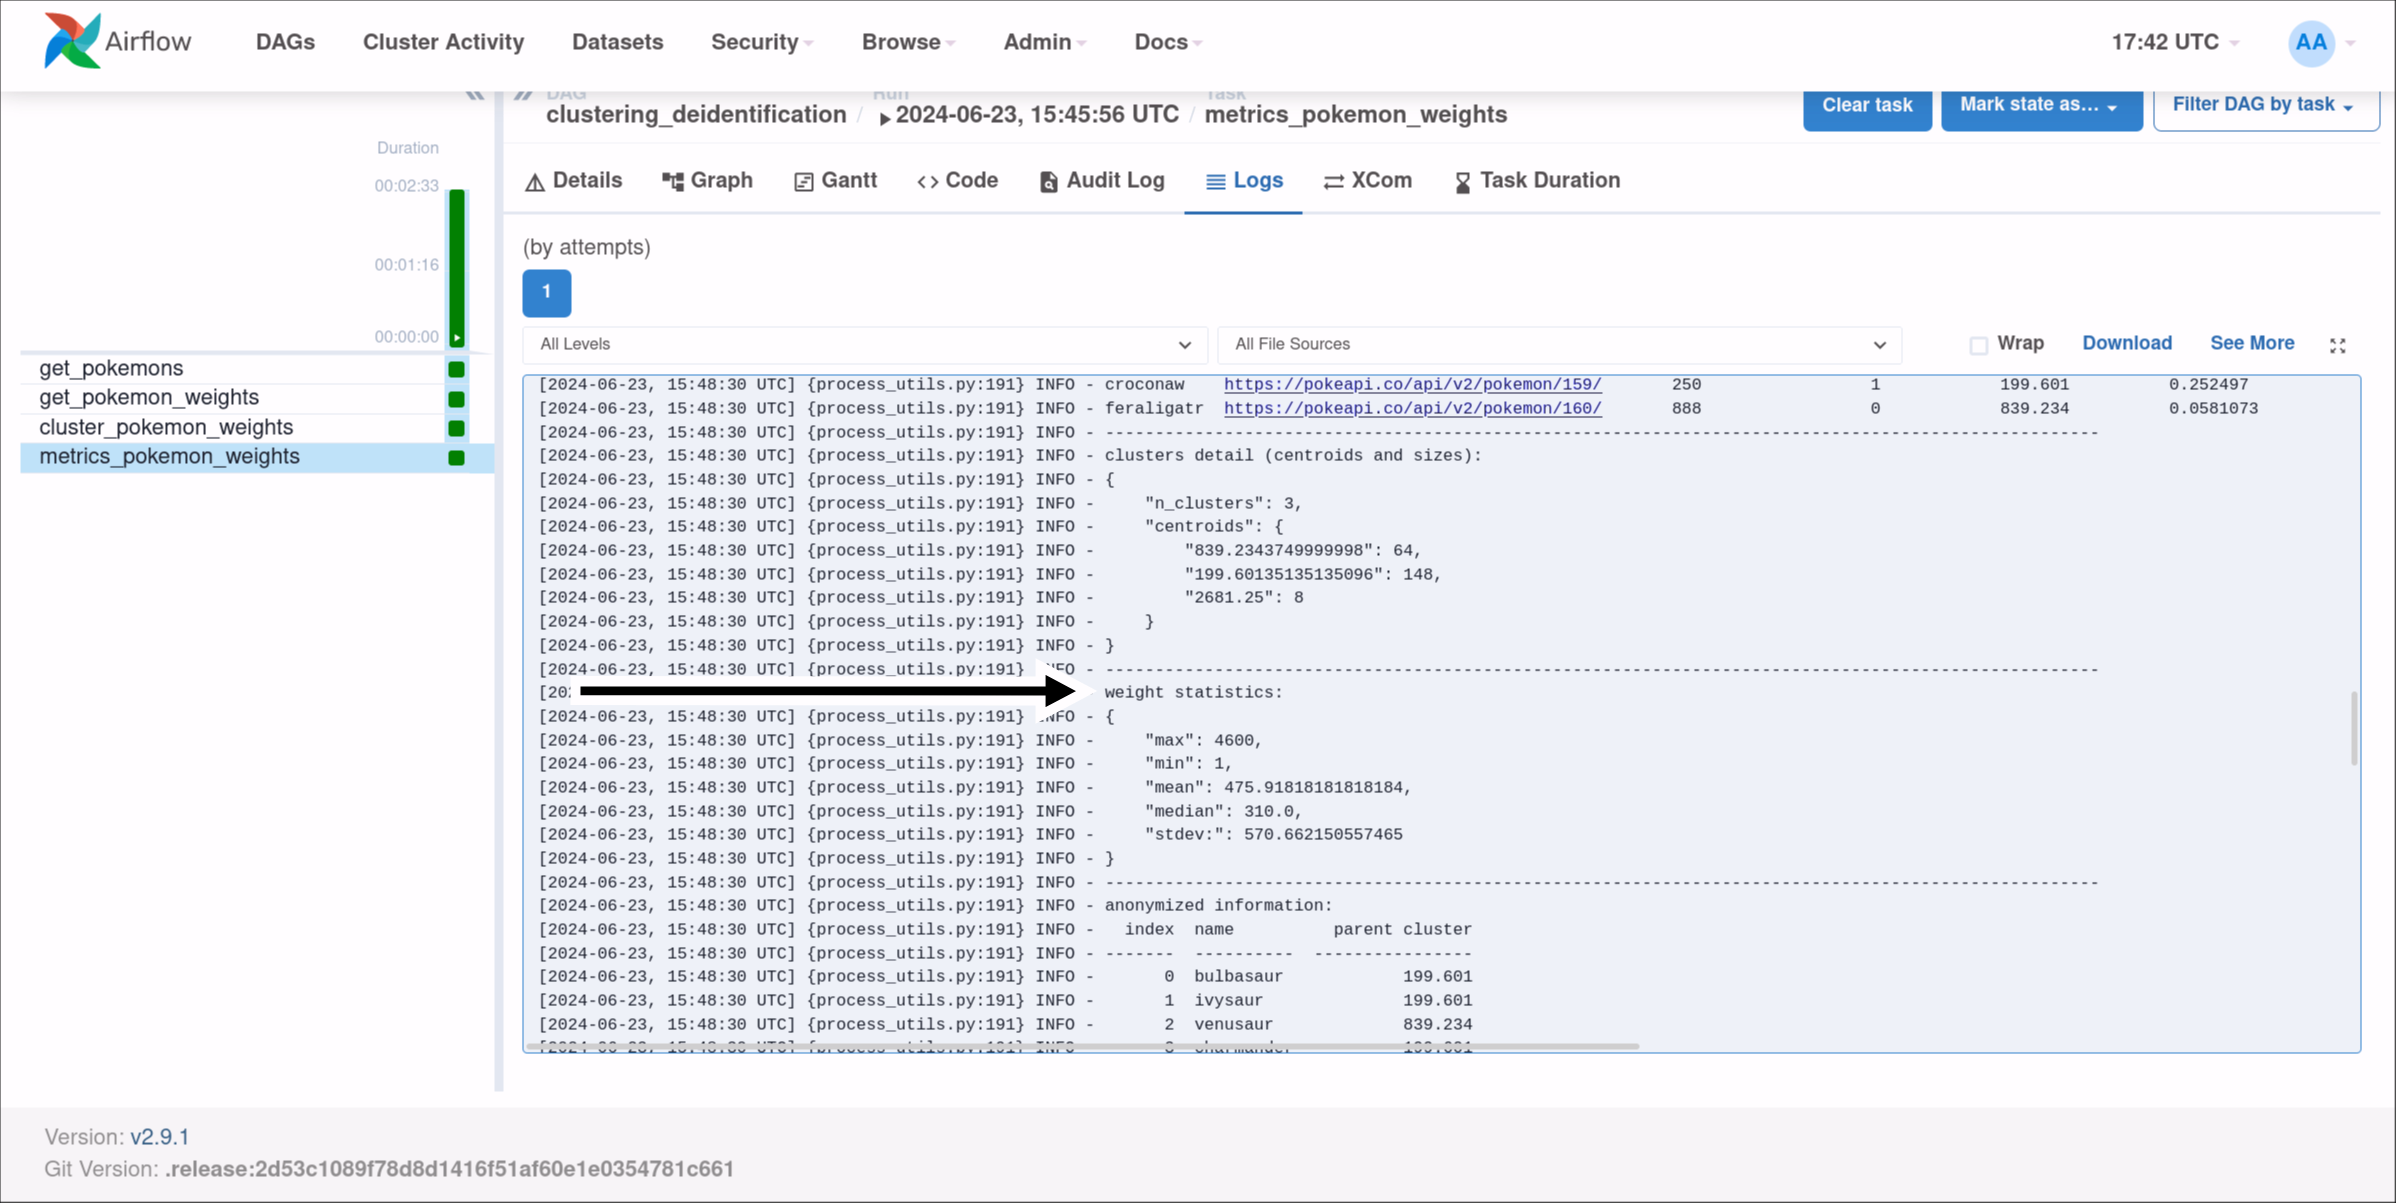 Airflow DAGs Cluster Activity Datasets Security Browse Admin Docs 17:42 UTC AA
DAG Run Task
clustering_deidentification / 2024-06-23, 15:45:56 UTC / metrics_pokemon_weights Clear task Mark state as... Filter DAG by task
Duration
00:02:33
00:01:16
00:00:00
get_pokemons
get_pokemon_weights
cluster_pokemon_weights
metrics_pokemon_weights
Details Graph Gantt Code Audit Log Logs XCom Task Duration
(by attempts)
1
All Levels All File Sources Wrap Download See More
[2024-06-23, 15:48:30 UTC] {process_utils.py:191} INFO - croconaw https://pokeapi.co/api/v2/pokemon/159/ 250 1 199.601 0.252497
[2024-06-23, 15:48:30 UTC] {process_utils.py:191} INFO - feraligatr https://pokeapi.co/api/v2/pokemon/160/ 888 0 839.234 0.0581073
[2024-06-23, 15:48:30 UTC] {process_utils.py:191} INFO - ----------------------------------------------------------------------------------------------------
[2024-06-23, 15:48:30 UTC] {process_utils.py:191} INFO - clusters detail (centroids and sizes):
[2024-06-23, 15:48:30 UTC] {process_utils.py:191} INFO - {
[2024-06-23, 15:48:30 UTC] {process_utils.py:191} INFO - "n_clusters": 3,
[2024-06-23, 15:48:30 UTC] {process_utils.py:191} INFO - "centroids": {
[2024-06-23, 15:48:30 UTC] {process_utils.py:191} INFO - "839.2343749999998": 64,
[2024-06-23, 15:48:30 UTC] {process_utils.py:191} INFO - "199.60135135135096": 148,
[2024-06-23, 15:48:30 UTC] {process_utils.py:191} INFO - "2681.25": 8
[2024-06-23, 15:48:30 UTC] {process_utils.py:191} INFO - }
[2024-06-23, 15:48:30 UTC] {process_utils.py:191} INFO - }
[2024-06-23, 15:48:30 UTC] {process_utils.py:191} INFO - ----------------------------------------------------------------------------------------------------
[20 weight statistics:
[2024-06-23, 15:48:30 UTC] {process_utils.py:191} INFO - {
[2024-06-23, 15:48:30 UTC] {process_utils.py:191} INFO - "max": 4600,
[2024-06-23, 15:48:30 UTC] {process_utils.py:191} INFO - "min": 1,
[2024-06-23, 15:48:30 UTC] {process_utils.py:191} INFO - "mean": 475.91818181818184,
[2024-06-23, 15:48:30 UTC] {process_utils.py:191} INFO - "median": 310.0,
[2024-06-23, 15:48:30 UTC] {process_utils.py:191} INFO - "stdev:": 570.662150557465
[2024-06-23, 15:48:30 UTC] {process_utils.py:191} INFO - }
[2024-06-23, 15:48:30 UTC] {process_utils.py:191} INFO - ----------------------------------------------------------------------------------------------------
[2024-06-23, 15:48:30 UTC] {process_utils.py:191} INFO - anonymized information:
[2024-06-23, 15:48:30 UTC] {process_utils.py:191} INFO - index name parent cluster
[2024-06-23, 15:48:30 UTC] {process_utils.py:191} INFO - ------- ---------- ----------------
[2024-06-23, 15:48:30 UTC] {process_utils.py:191} INFO - 0 bulbasaur 199.601
[2024-06-23, 15:48:30 UTC] {process_utils.py:191} INFO - 1 ivysaur 199.601
[2024-06-23, 15:48:30 UTC] {process_utils.py:191} INFO - 2 venusaur 839.234
[2024-06-23, 15:48:30 UTC] {process_utils.py:191} INFO - 3 charmander 199.601
Version: v2.9.1
Git Version: .release:2d53c1089f78d8d1416f51af60e1e0354781c661